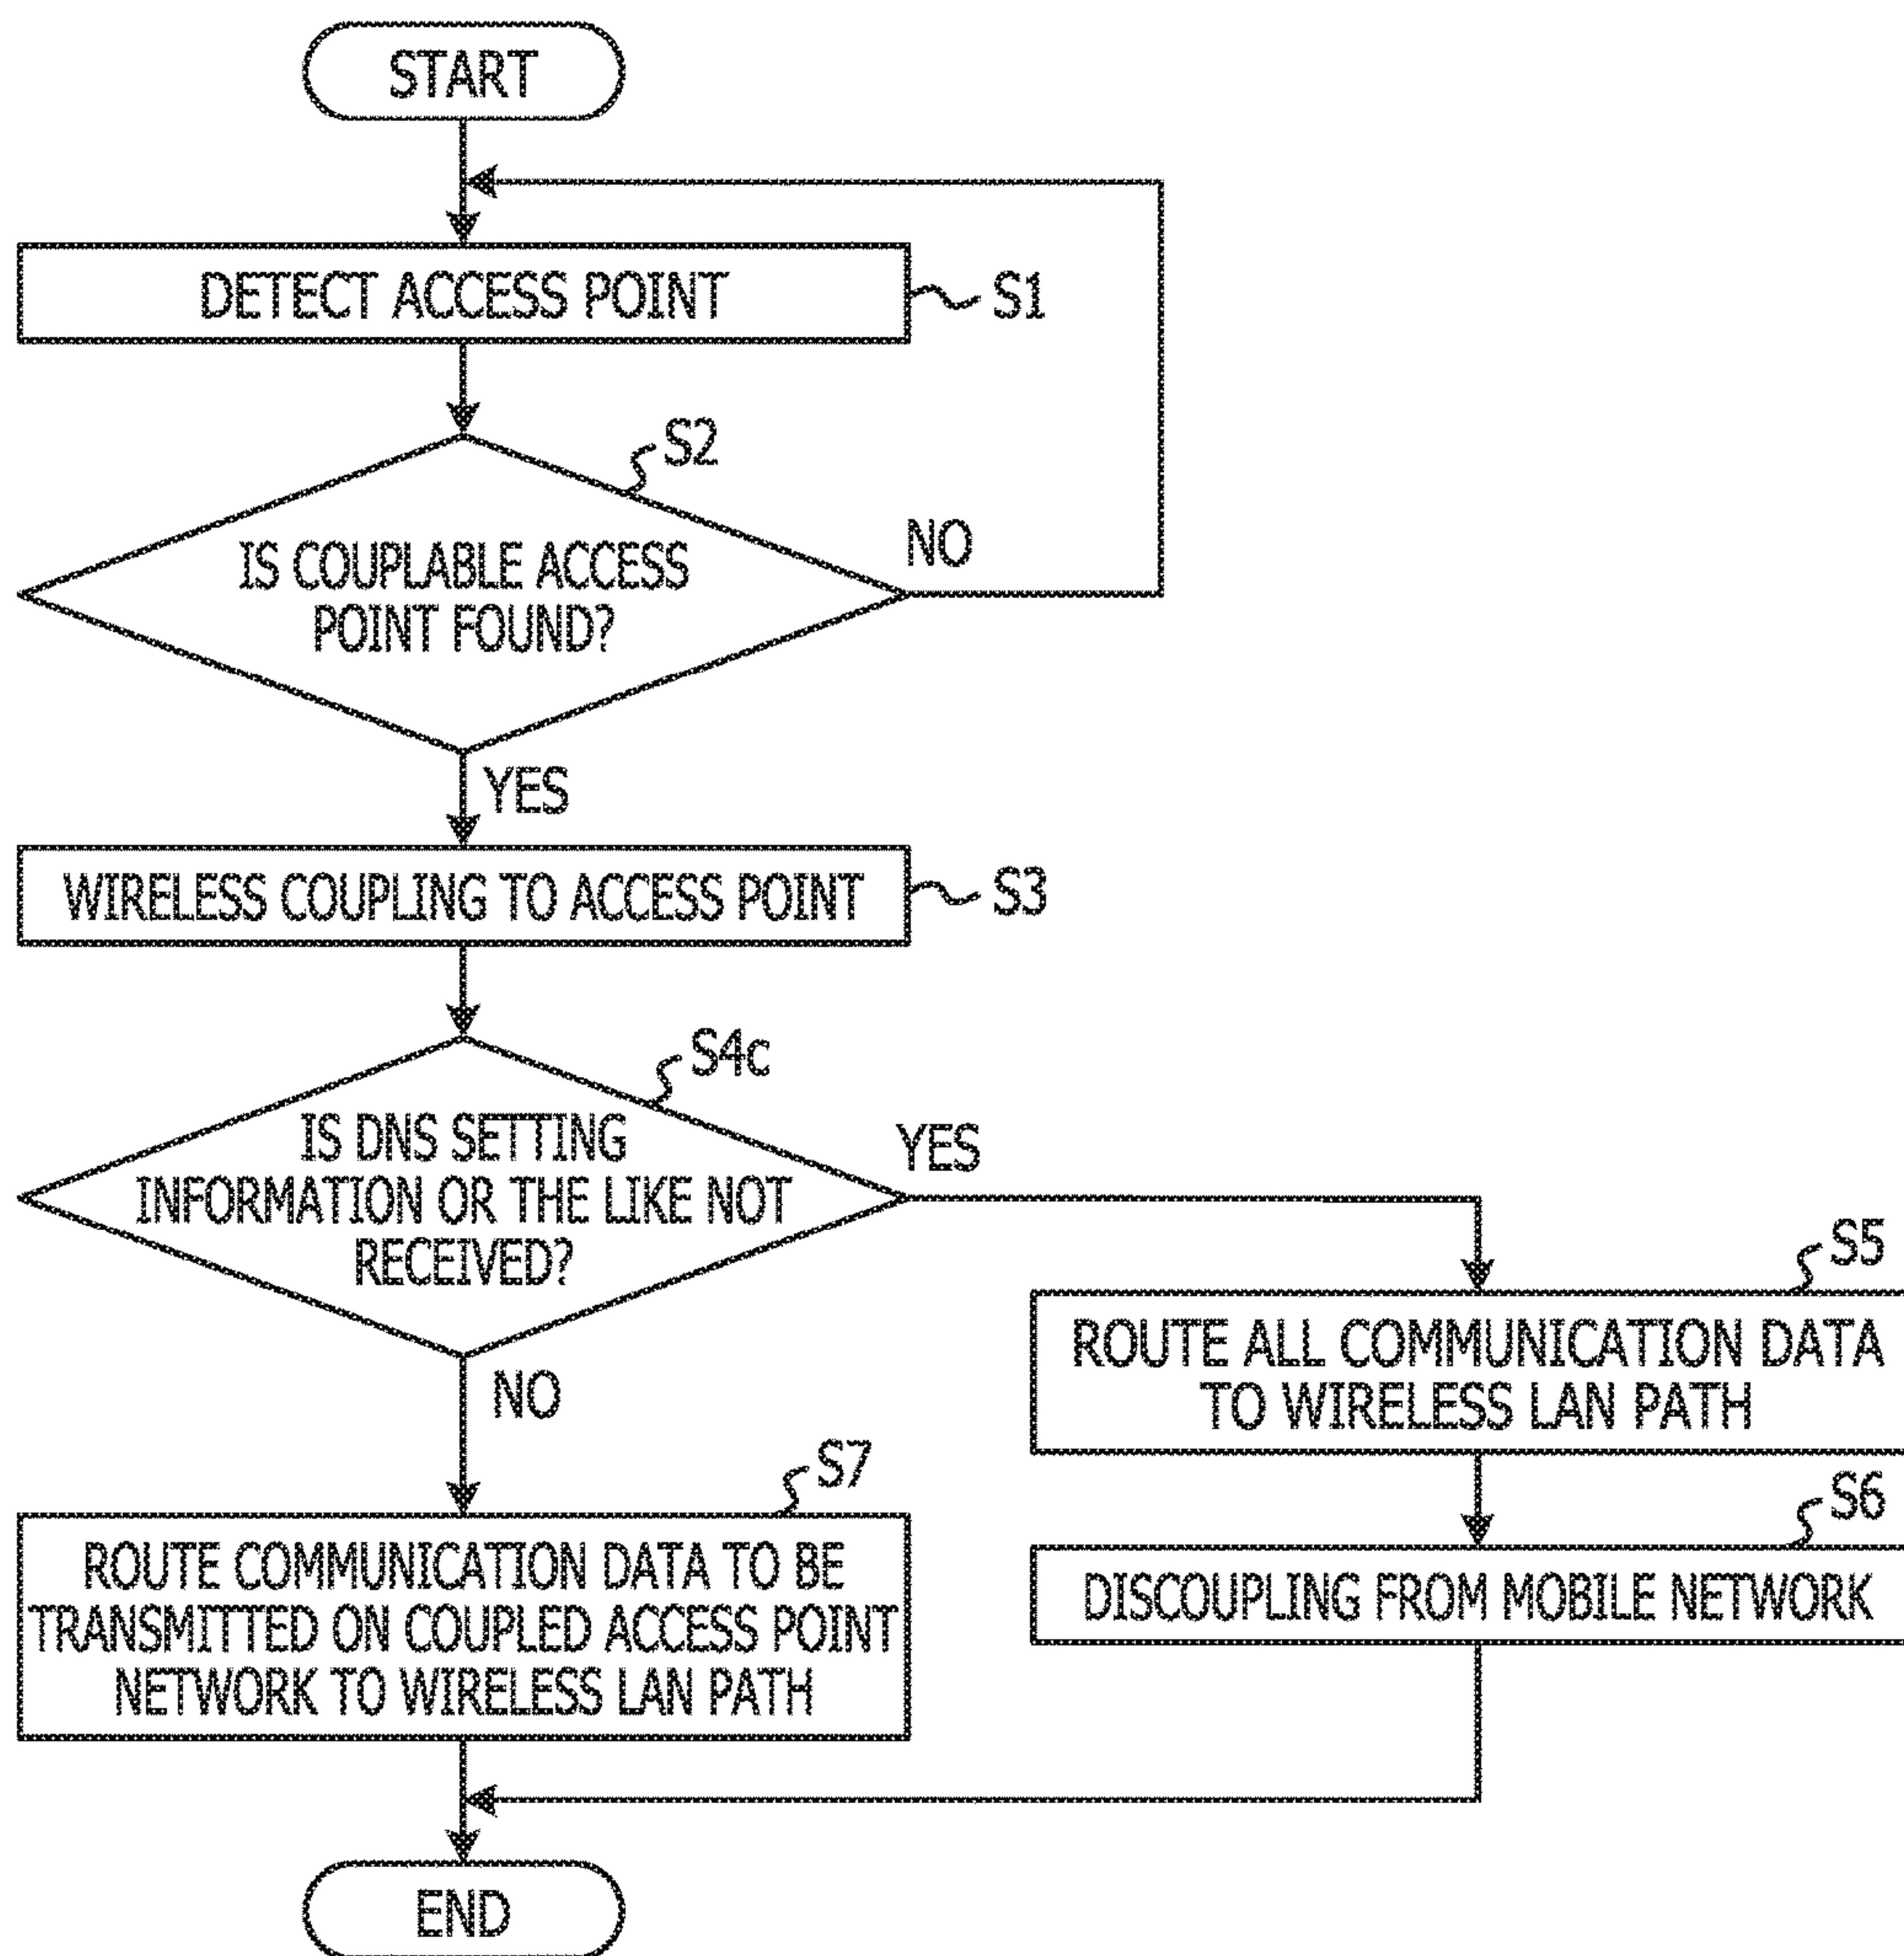 START
DETECT ACCESS POINT
S1
S2
IS COUPLABLE ACCESS
POINT FOUND?
NO
YES
WIRELESS COUPLING TO ACCESS POINT
S3
S4c
IS DNS SETTING
INFORMATION OR THE LIKE NOT
RECEIVED?
YES
NO
S5
ROUTE ALL COMMUNICATION DATA
TO WIRELESS LAN PATH
S6
DISCOUPLING FROM MOBILE NETWORK
S7
ROUTE COMMUNICATION DATA TO BE
TRANSMITTED ON COUPLED ACCESS POINT
NETWORK TO WIRELESS LAN PATH
END